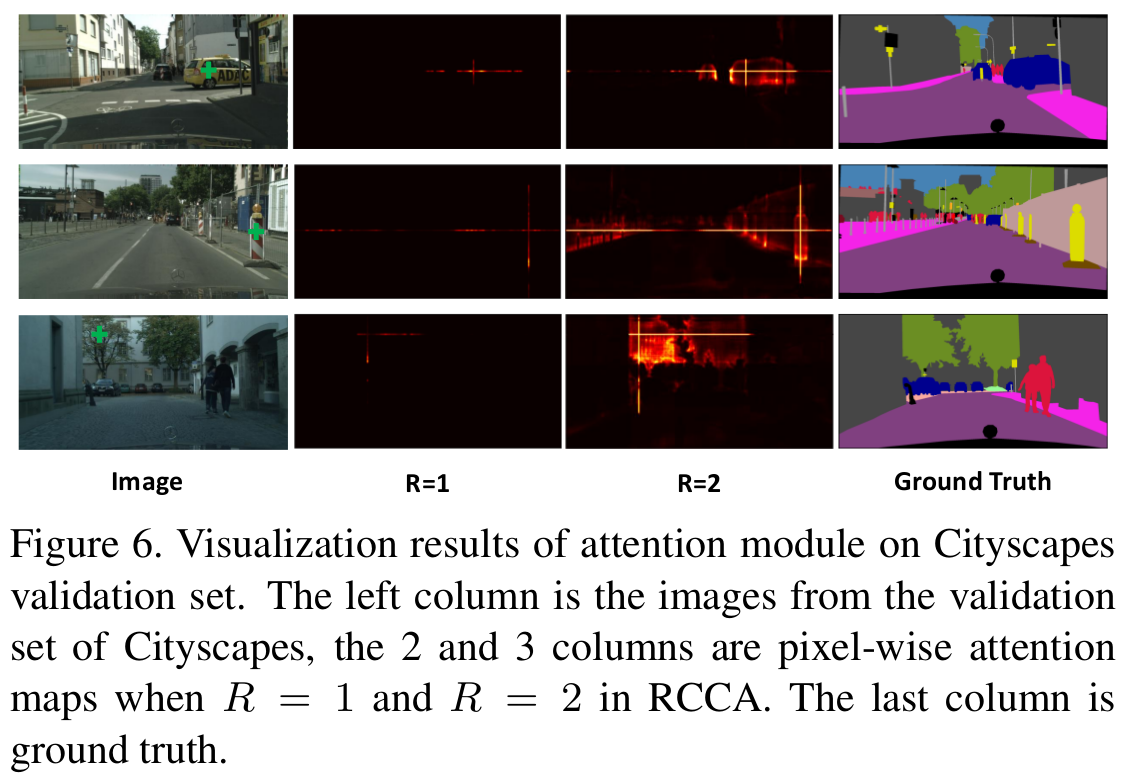 ADAC
Image
R=1
R=2
Ground Truth
Figure 6. Visualization results of attention module on Cityscapes
validation set. The left column is the images from the validation
set of Cityscapes, the 2 and 3 columns are pixel-wise attention
maps when R = 1 and R = 2 in RCCA. The last column is
ground truth.